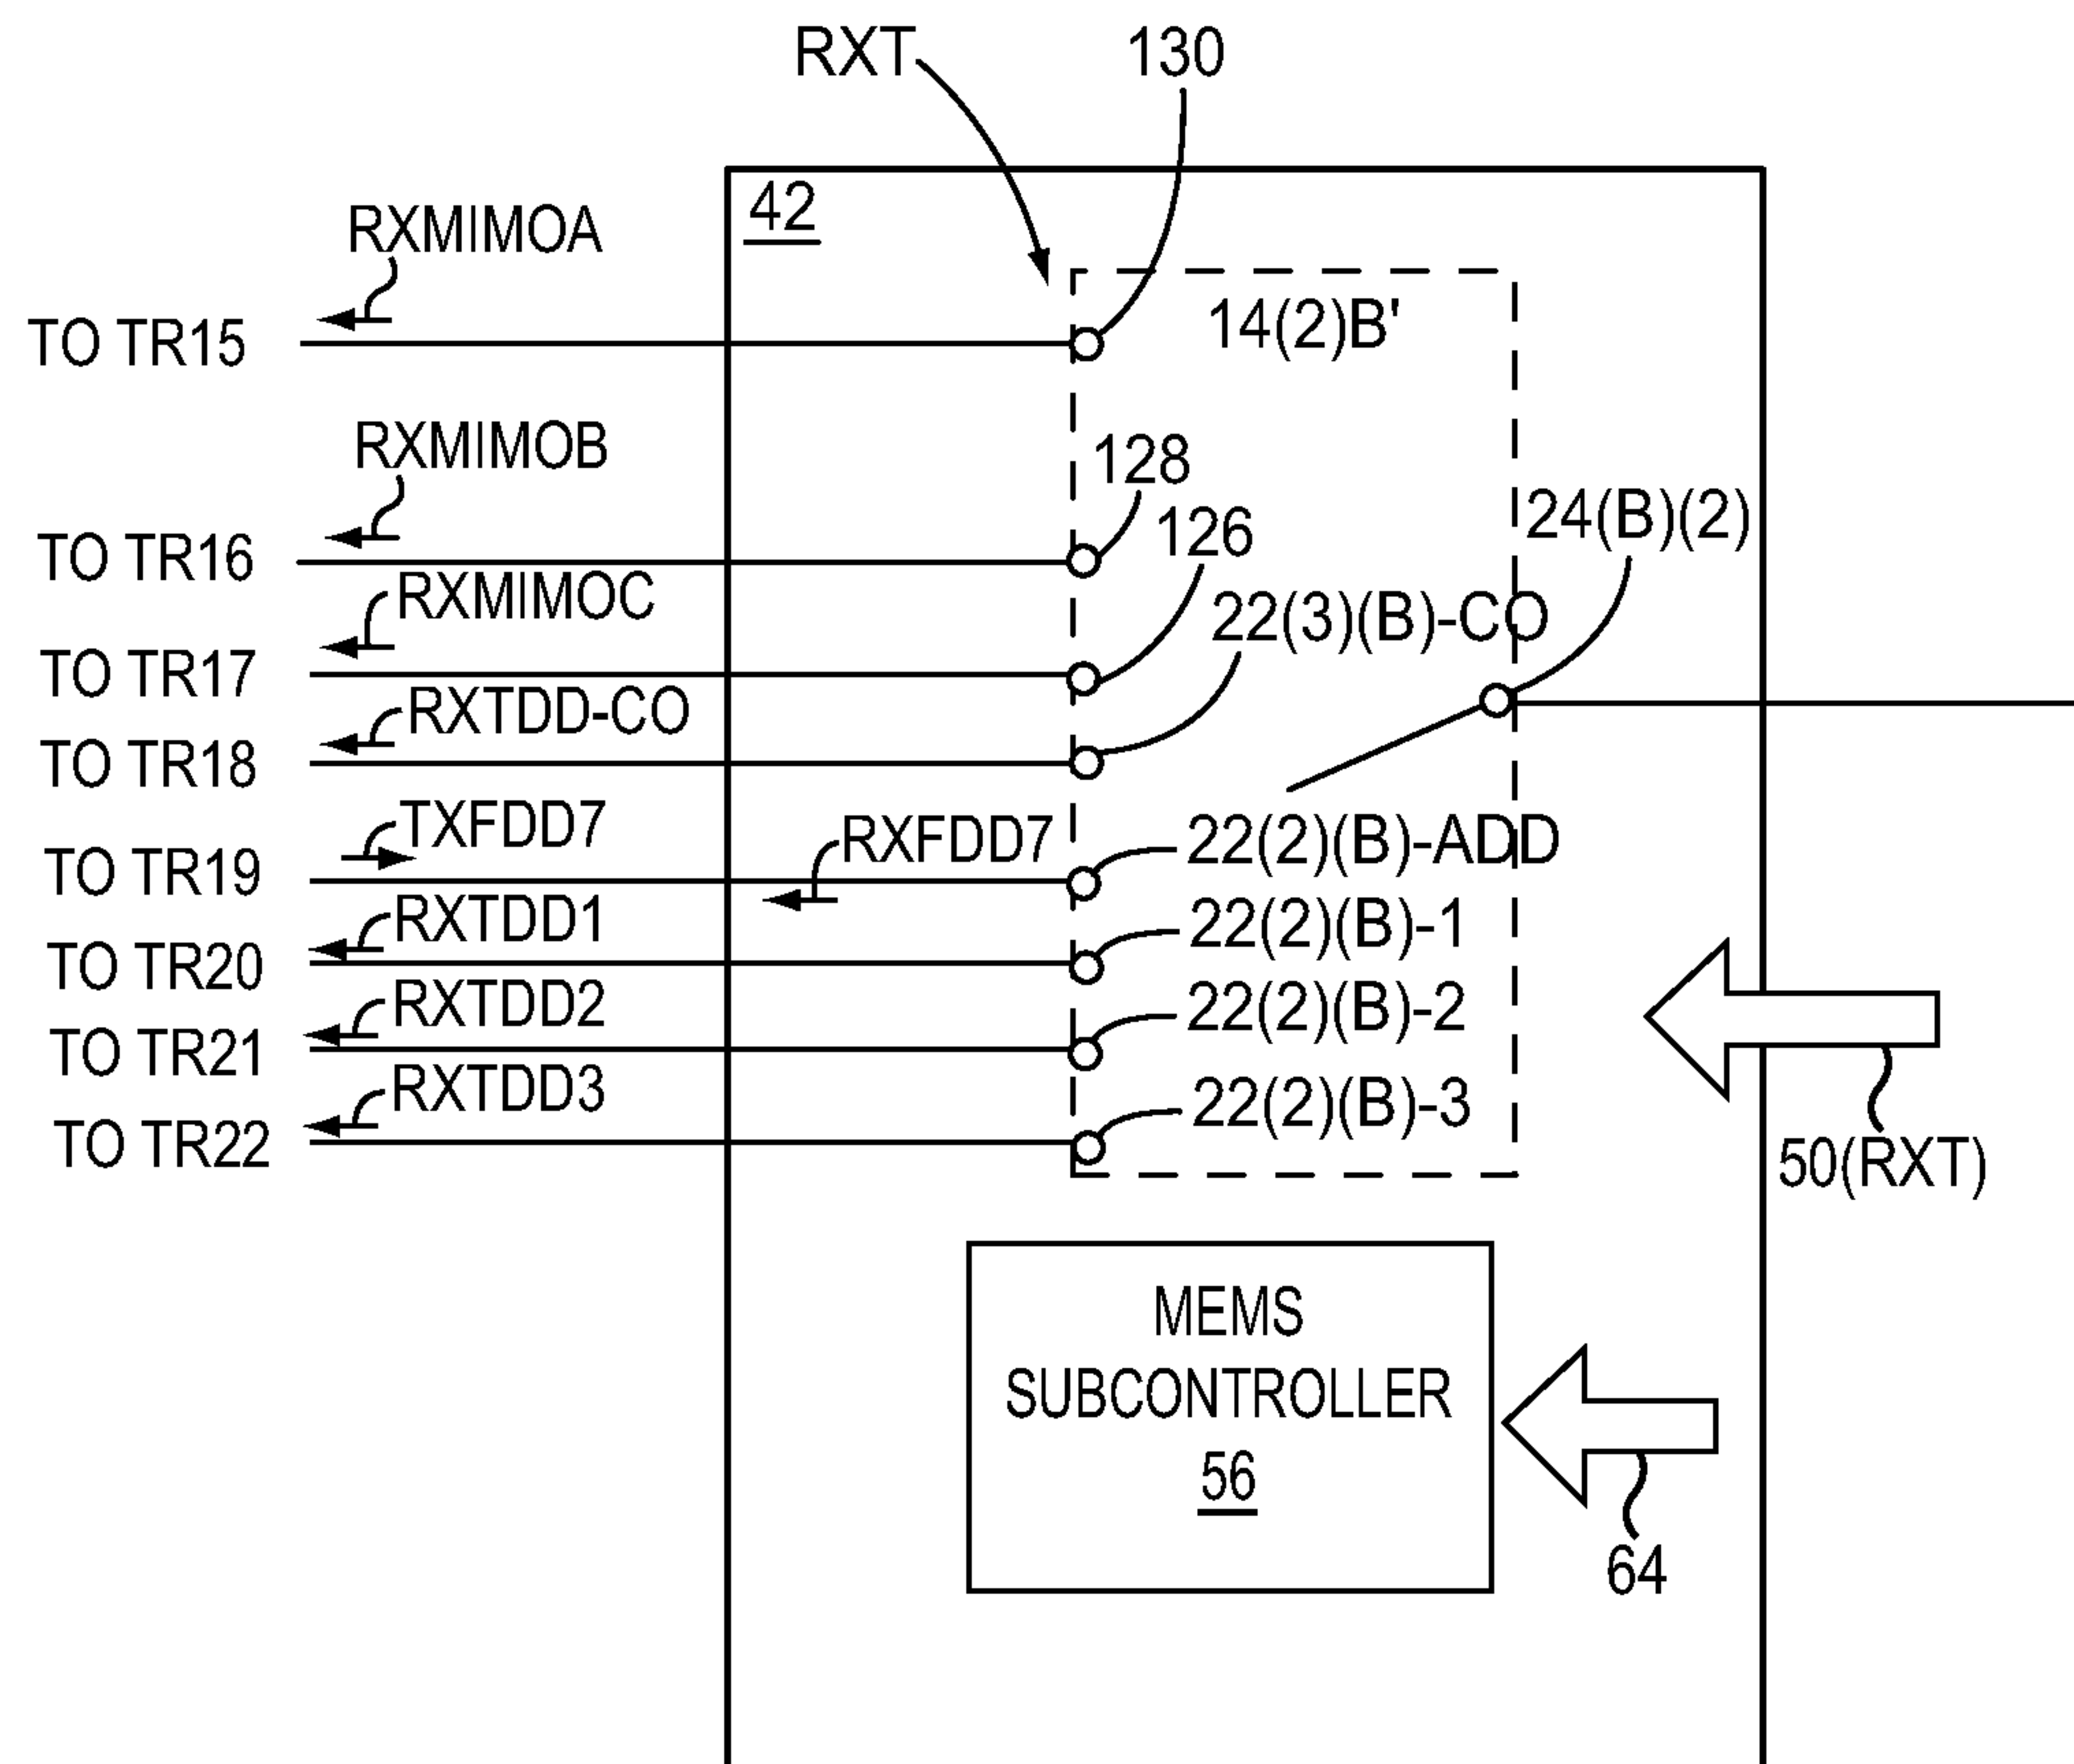 RXT
130
42
RXMIMOA
14(2)B'
TO TR15
RXMIMOB
128
24(B)(2)
126
TO TR16
RXMIMOC
22(3)(B)-CO
TO TR17
RXTDD-CO
TO TR18
TXFDD7
RXFDD7
22(2)(B)-ADD
TO TR19
RXTDD1
22(2)(B)-1
TO TR20
RXTDD2
22(2)(B)-2
TO TR21
RXTDD3
22(2)(B)-3
TO TR22
50(RXT)
MEMS
SUBCONTROLLER
56
64